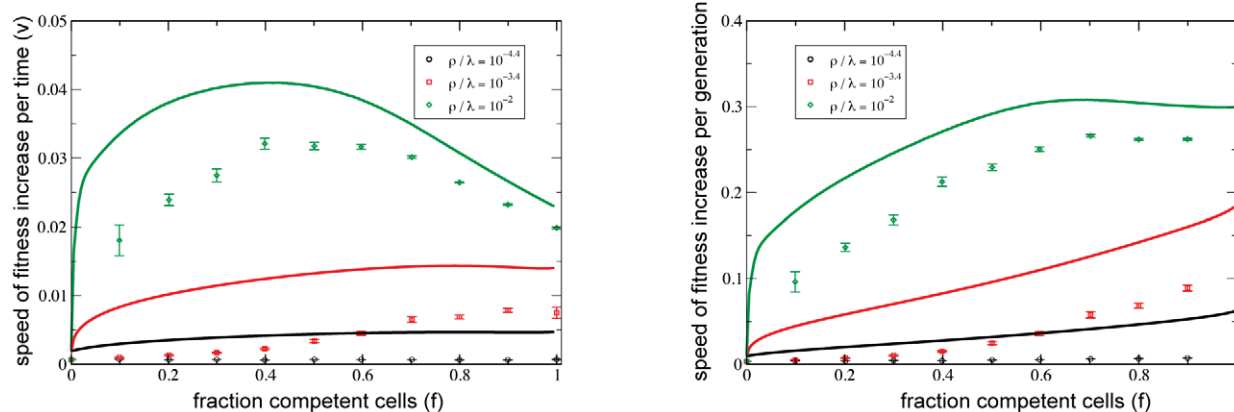 speed of fitness increase per time (v)
0.05
0.04
0.03
0.02
0.01
0
0
0.2
0.4
0.6
0.8
1
fraction competent cells (f)
ρ / λ = 10^-4.4
ρ / λ = 10^-3.4
ρ / λ = 10^-2
speed of fitness increase per generation
0.4
0.3
0.2
0.1
0
0
0.2
0.4
0.6
0.8
fraction competent cells (f)
ρ / λ = 10^-4.4
ρ / λ = 10^-3.4
ρ / λ = 10^-2